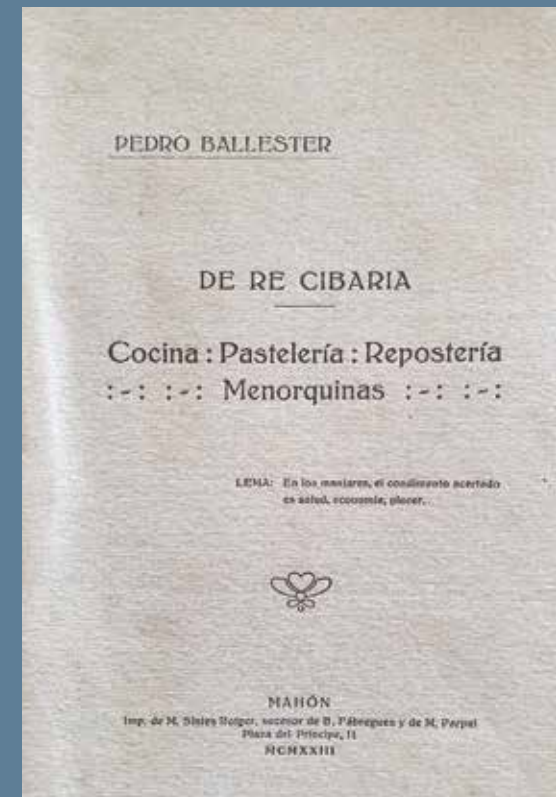 PEDRO BALLESTER
DE RE CIBARIA
Cocina : Pastelería : Repostería
:-: :-: Menorquinas :-: :-:
LEMA: En los manjares, el condimento acertado
es salud, economía, placer...
MAHÓN
Imp. de M. Sintes Rotger, sucesor de B. Fábregues y de M. Parpal
Plaza del Príncipe, 11
MCMXXIII